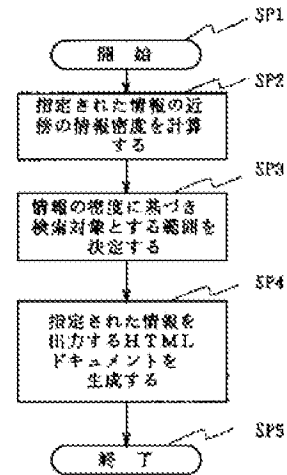 SP1
開 始
SP2
指定された情報の近
傍の情報密度を計算
する
SP3
情報の密度に基づき
検索対象とする範囲を
決定する
SP4
指定された情報を
出力するHTML
ドキュメントを
生成する
SP5
終 了